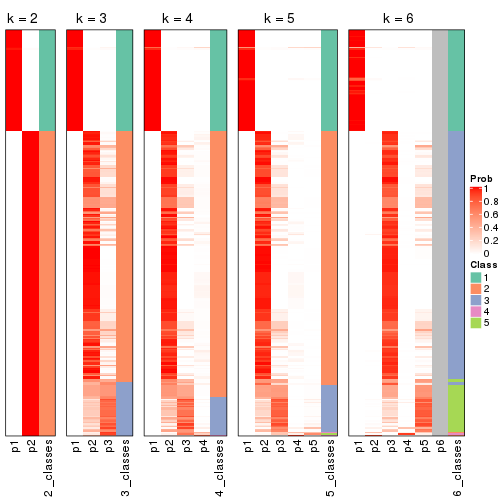 k = 2 k = 3 k = 4 k = 5 k = 6
Prob
1
0.8
0.6
0.4
0.2
0
Class
1
2
3
4
5
p1 p2 2_classes p1 p2 p3 3_classes p1 p2 p3 p4 4_classes p1 p2 p3 p4 p5 5_classes p1 p2 p3 p4 p5 p6 6_classes